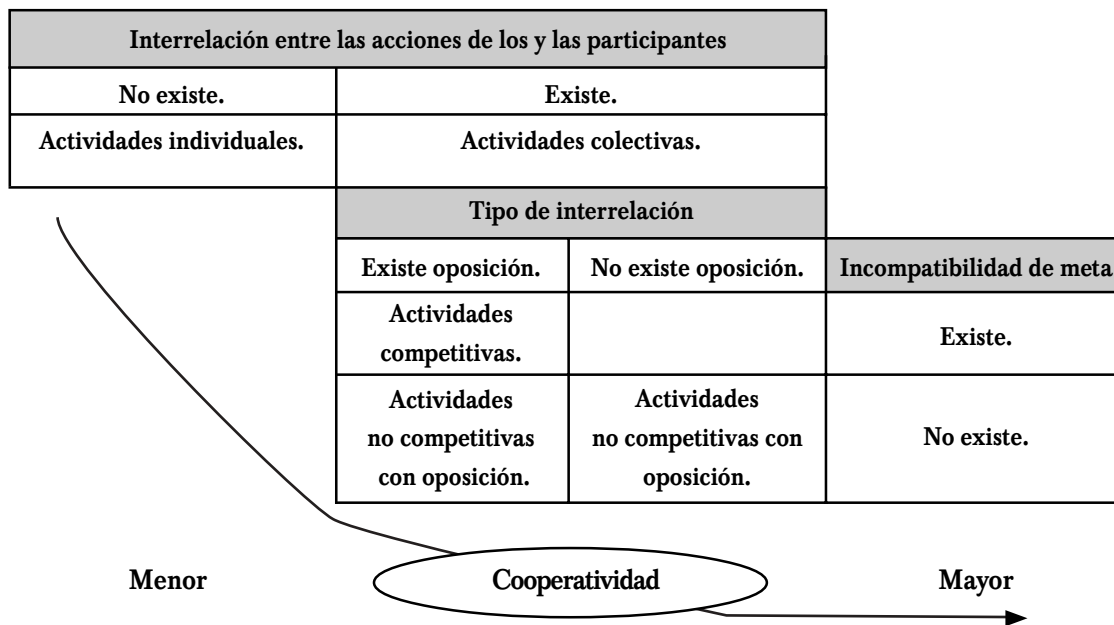 Interrelación entre las acciones de los y las participantes
No existe.
Existe.
Actividades individuales.
Actividades colectivas.
Tipo de interrelación
Existe oposición.
No existe oposición.
Incompatibilidad de meta
Actividades
competitivas.
Existe.
Actividades
no competitivas
con oposición.
Actividades
no competitivas con
oposición.
No existe.
Menor
Cooperatividad
Mayor